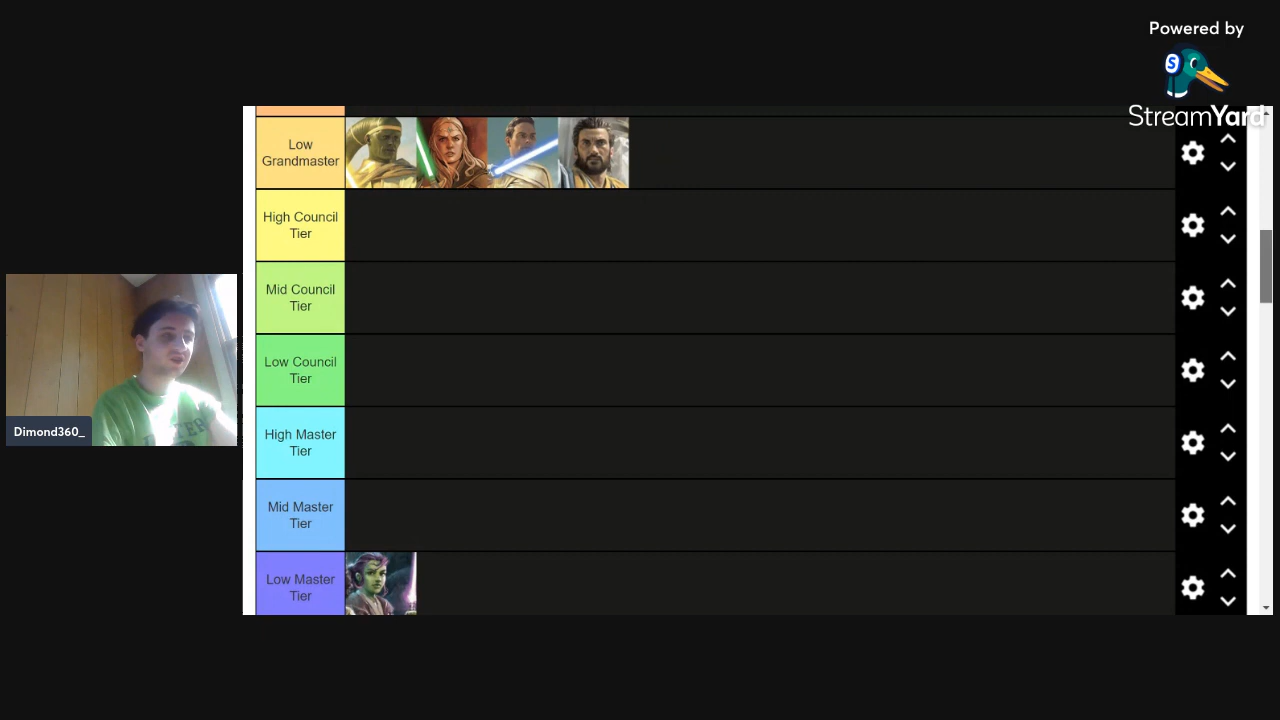 Powered by
S
StreamYard
Low
Grandmaster
High Council
Tier
Mid Council
Tier
Low Council
Tier
High Master
Tier
Mid Master
Tier
Low Master
Tier
Dimond360_